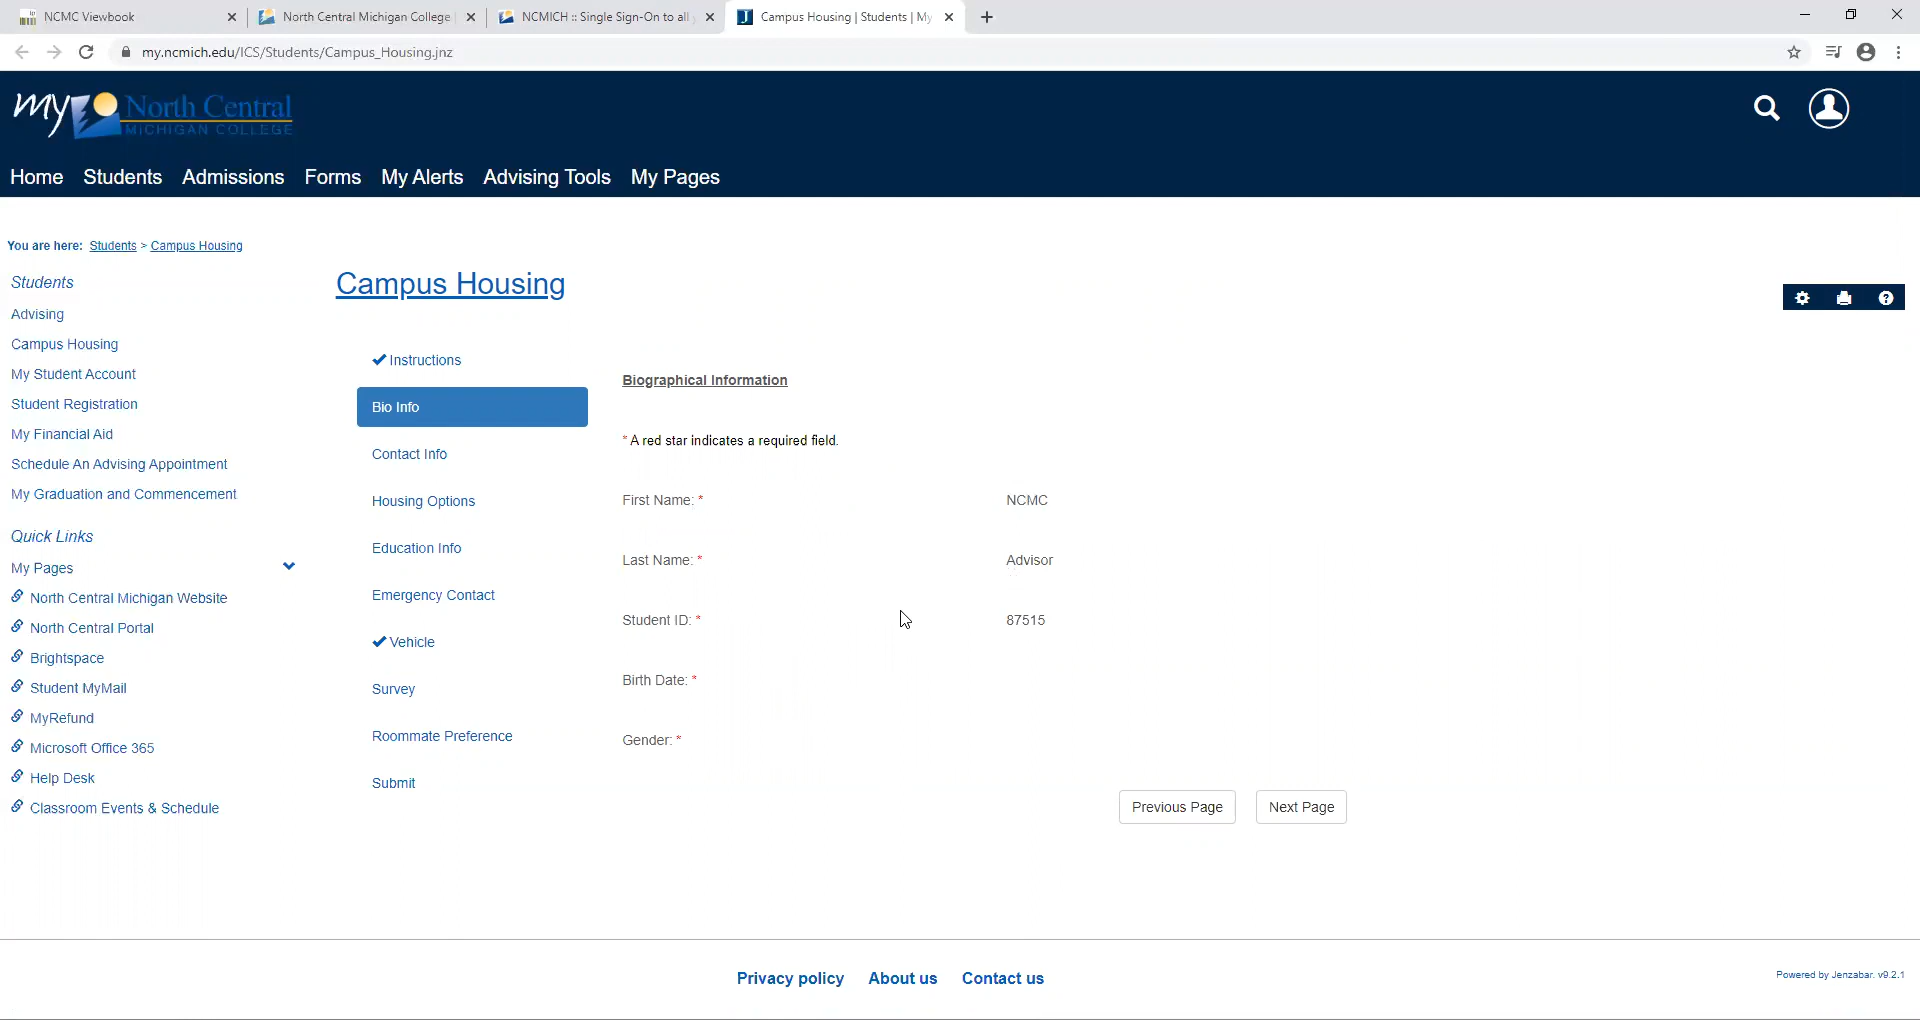 NCMC Viewbook
North Central Michigan College
NCMICH :: Single Sign-On to all
Campus Housing | Students | My
my.ncmich.edu/ICS/Students/Campus_Housing.jnz
my North Central
MICHIGAN COLLEGE
Home Students Admissions Forms My Alerts Advising Tools My Pages
You are here: Students > Campus Housing
Students
Advising
Campus Housing
My Student Account
Student Registration
My Financial Aid
Schedule An Advising Appointment
My Graduation and Commencement
Quick Links
My Pages
North Central Michigan Website
North Central Portal
Brightspace
Student MyMail
MyRefund
Microsoft Office 365
Help Desk
Classroom Events & Schedule
Campus Housing
Instructions
Bio Info
Contact Info
Housing Options
Education Info
Emergency Contact
Vehicle
Survey
Roommate Preference
Submit
Biographical Information
* A red star indicates a required field.
First Name: * NCMC
Last Name: * Advisor
Student ID: * 87515
Birth Date: *
Gender: *
Previous Page Next Page
Privacy policy About us Contact us
Powered by Jenzabar. v9.2.1